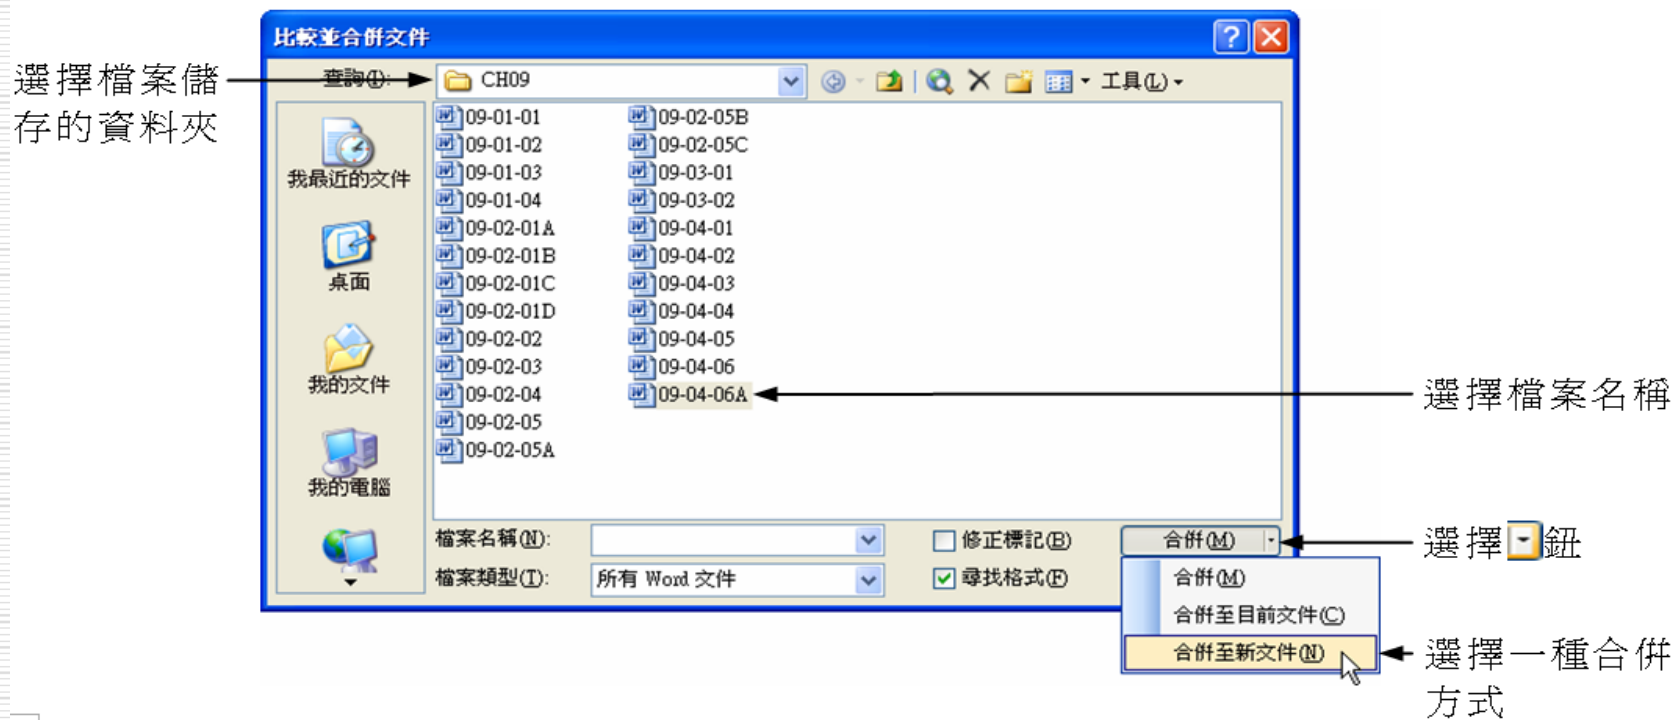 比較並合併文件
選擇檔案儲
存的資料夾
查詢(I):
CH09
工具(L)
我最近的文件
桌面
我的文件
我的電腦
09-01-01
09-01-02
09-01-03
09-01-04
09-02-01A
09-02-01B
09-02-01C
09-02-01D
09-02-02
09-02-03
09-02-04
09-02-05
09-02-05A
09-02-05B
09-02-05C
09-03-01
09-03-02
09-04-01
09-04-02
09-04-03
09-04-04
09-04-05
09-04-06
09-04-06A
選擇檔案名稱
檔案名稱(N):
修正標記(B)
合併(M)
選擇鈕
檔案類型(T):
所有 Word 文件
尋找格式(F)
合併(M)
合併至目前文件(C)
合併至新文件(N)
選擇一種合併
方式